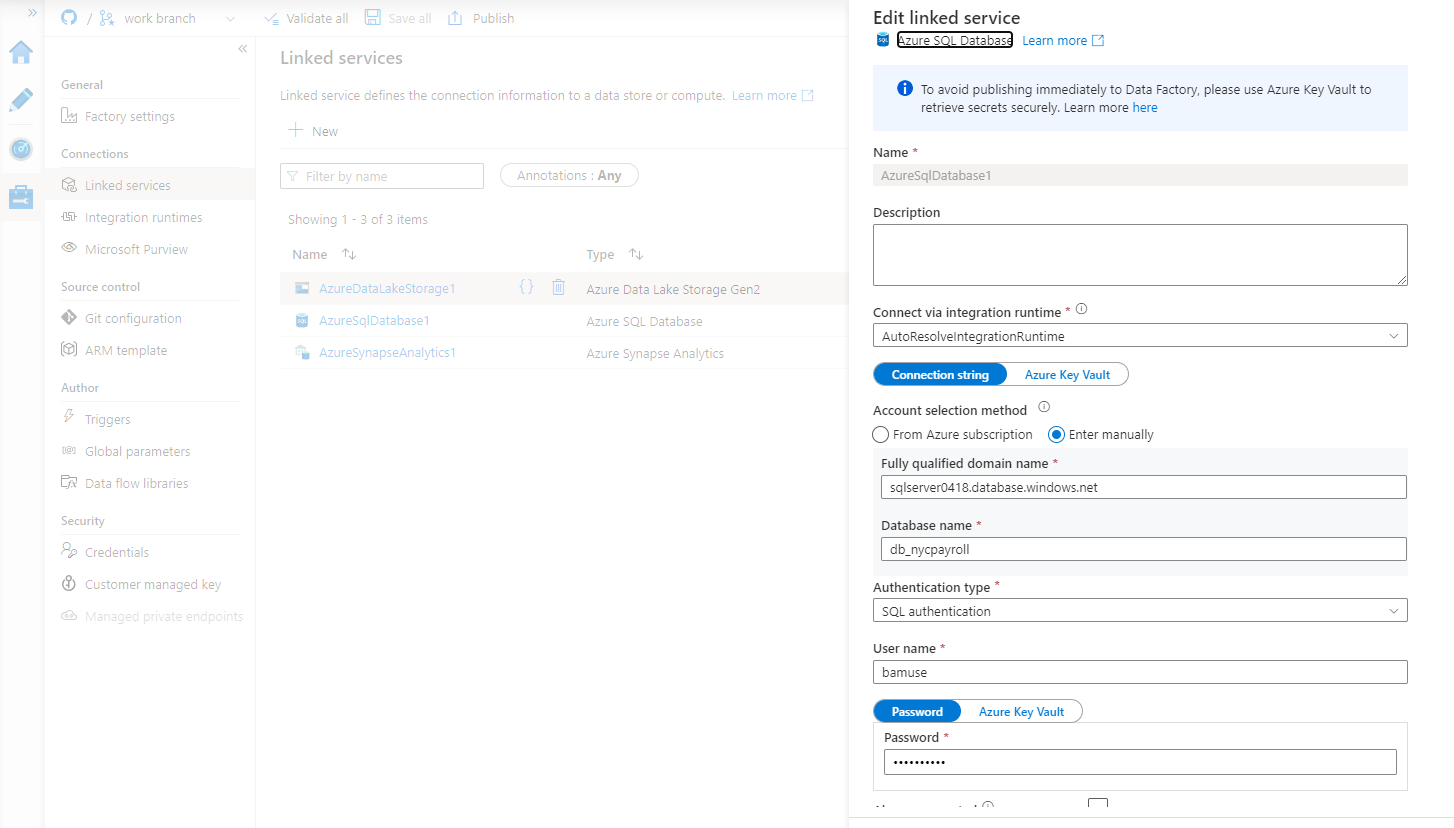 / work branch Validate all Save all Publish
General
Factory settings
Connections
Linked services
Integration runtimes
Microsoft Purview
Source control
Git configuration
ARM template
Author
Triggers
Global parameters
Data flow libraries
Security
Credentials
Customer managed key
Managed private endpoints
Linked services
Linked service defines the connection information to a data store or compute. Learn more
New
Filter by name
Annotations : Any
Showing 1 - 3 of 3 items
Name Type
AzureDataLakeStorage1 {} Azure Data Lake Storage Gen2
AzureSqlDatabase1 Azure SQL Database
AzureSynapseAnalytics1 Azure Synapse Analytics
Edit linked service
SQL Azure SQL Database Learn more
To avoid publishing immediately to Data Factory, please use Azure Key Vault to
retrieve secrets securely. Learn more here
Name *
AzureSqlDatabase1
Description
Connect via integration runtime *
AutoResolveIntegrationRuntime
Connection string Azure Key Vault
Account selection method
From Azure subscription Enter manually
Fully qualified domain name *
sqlserver0418.database.windows.net
Database name *
db_nycpayroll
Authentication type *
SQL authentication
User name *
bamuse
Password Azure Key Vault
Password *
••••••••••